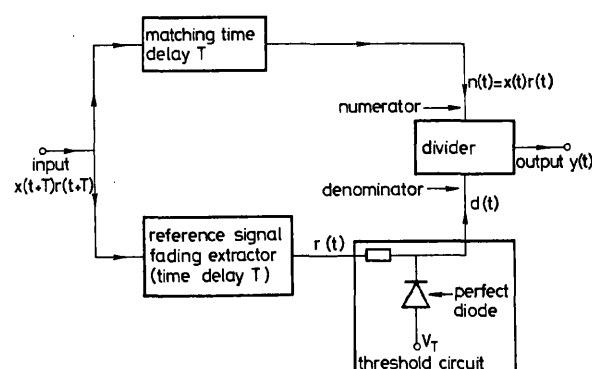 matching time
delay T
n(t)=x(t)r(t)
numerator
divider
input
x(t+T)r(t+T)
output y(t)
denominator
d(t)
reference signal
fading extractor
(time delay T)
r(t)
perfect
diode
V_T
threshold circuit